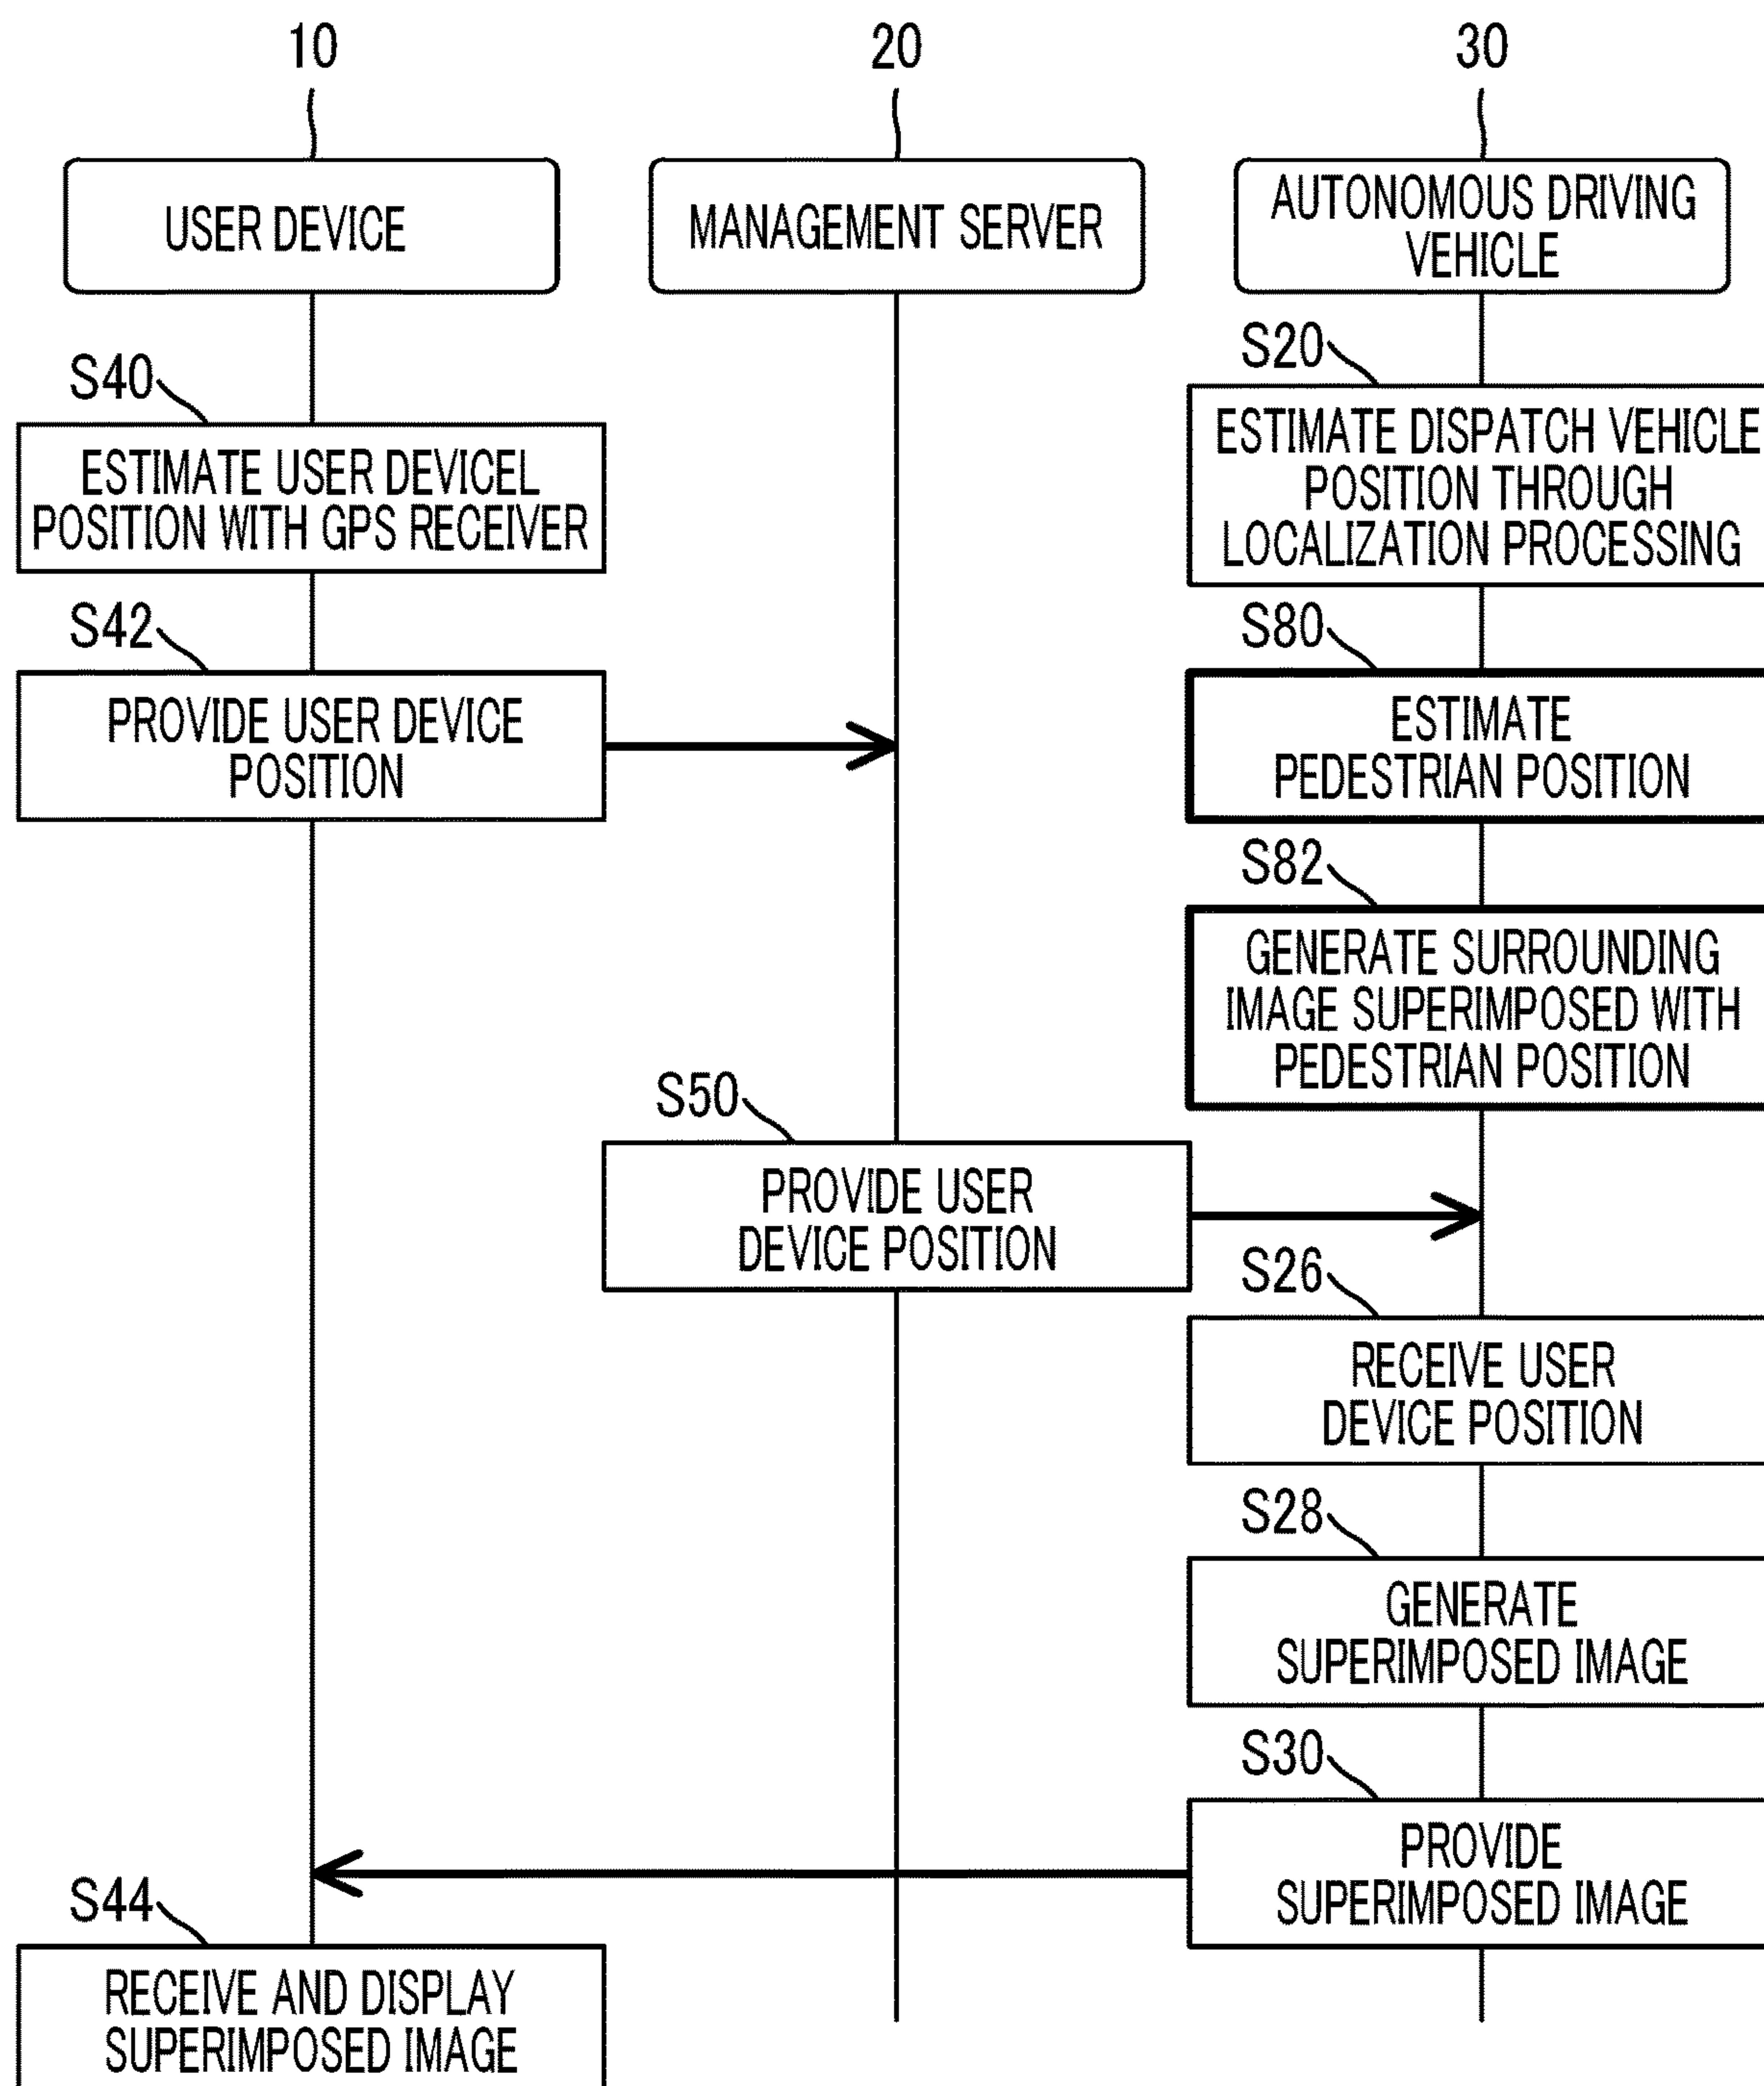 10
20
30
USER DEVICE
MANAGEMENT SERVER
AUTONOMOUS DRIVING
VEHICLE
S20
ESTIMATE DISPATCH VEHICLE
POSITION THROUGH
LOCALIZATION PROCESSING
S40
ESTIMATE USER DEVICEL
POSITION WITH GPS RECEIVER
S42
PROVIDE USER DEVICE
POSITION
S80
ESTIMATE
PEDESTRIAN POSITION
S82
GENERATE SURROUNDING
IMAGE SUPERIMPOSED WITH
PEDESTRIAN POSITION
S50
PROVIDE USER
DEVICE POSITION
S26
RECEIVE USER
DEVICE POSITION
S28
GENERATE
SUPERIMPOSED IMAGE
S30
PROVIDE
SUPERIMPOSED IMAGE
S44
RECEIVE AND DISPLAY
SUPERIMPOSED IMAGE